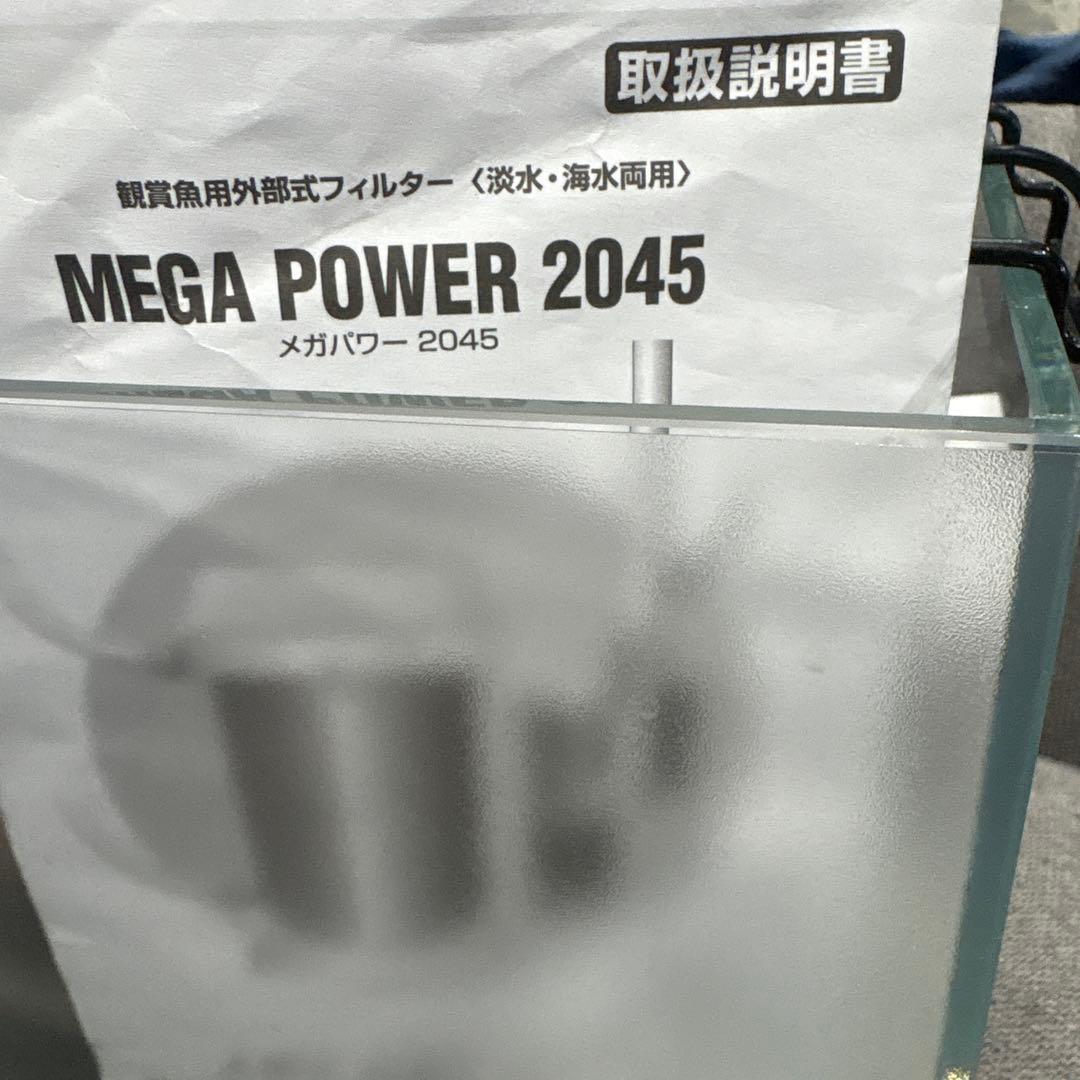 取扱説明書
観賞魚用外部式フィルター〈淡水・海水両用〉
MEGA POWER 2045
メガパワー 2045